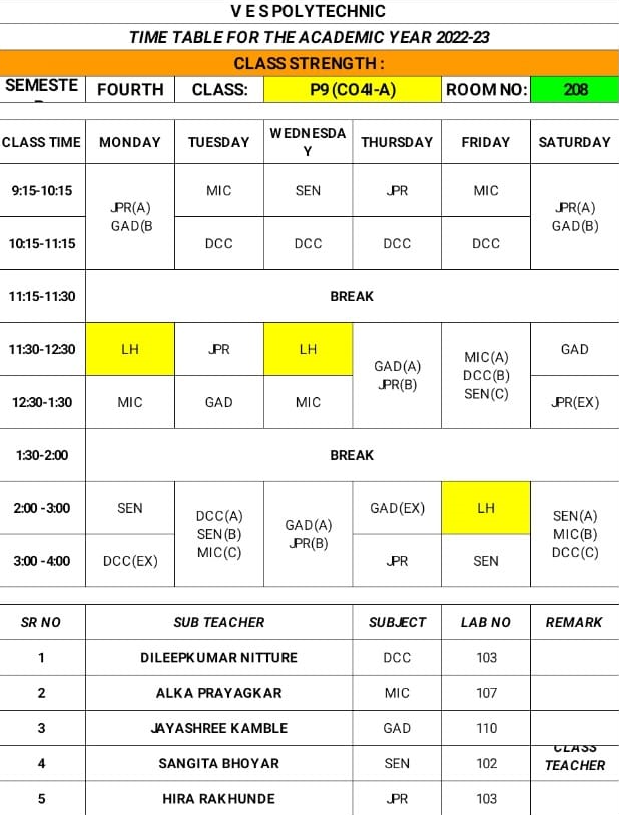 V E S POLYTECHNIC
TIME TABLE FOR THE ACADEMIC YEAR 2022-23
CLASS STRENGTH :
SEMESTE FOURTH CLASS: P9 (CO4I-A) ROOM NO: 208
CLASS TIME MONDAY TUESDAY WEDNESDA THURSDAY FRIDAY SATURDAY
Y
9:15-10:15 MIC SEN JPR MIC
JPR(A) JPR(A)
GAD(B GAD(B)
10:15-11:15 DCC DCC DCC DCC
11:15-11:30 BREAK
11:30-12:30 LH JPR LH GAD
GAD(A) MIC(A)
JPR(B) DCC(B)
SEN(C)
12:30-1:30 MIC GAD MIC JPR(EX)
1:30-2:00 BREAK
2:00 -3:00 SEN GAD(EX) LH
DCC(A) GAD(A) SEN(A)
SEN(B) JPR(B) MIC(B)
MIC(C) DCC(C)
3:00 -4:00 DCC(EX) JPR SEN
SR NO SUB TEACHER SUBJECT LAB NO REMARK
1 DILEEPKUMAR NITTURE DCC 103
2 ALKA PRAYAGKAR MIC 107
3 JAYASHREE KAMBLE GAD 110
4 SANGITA BHOYAR SEN 102 CLASS
TEACHER
5 HIRA RAKHUNDE JPR 103